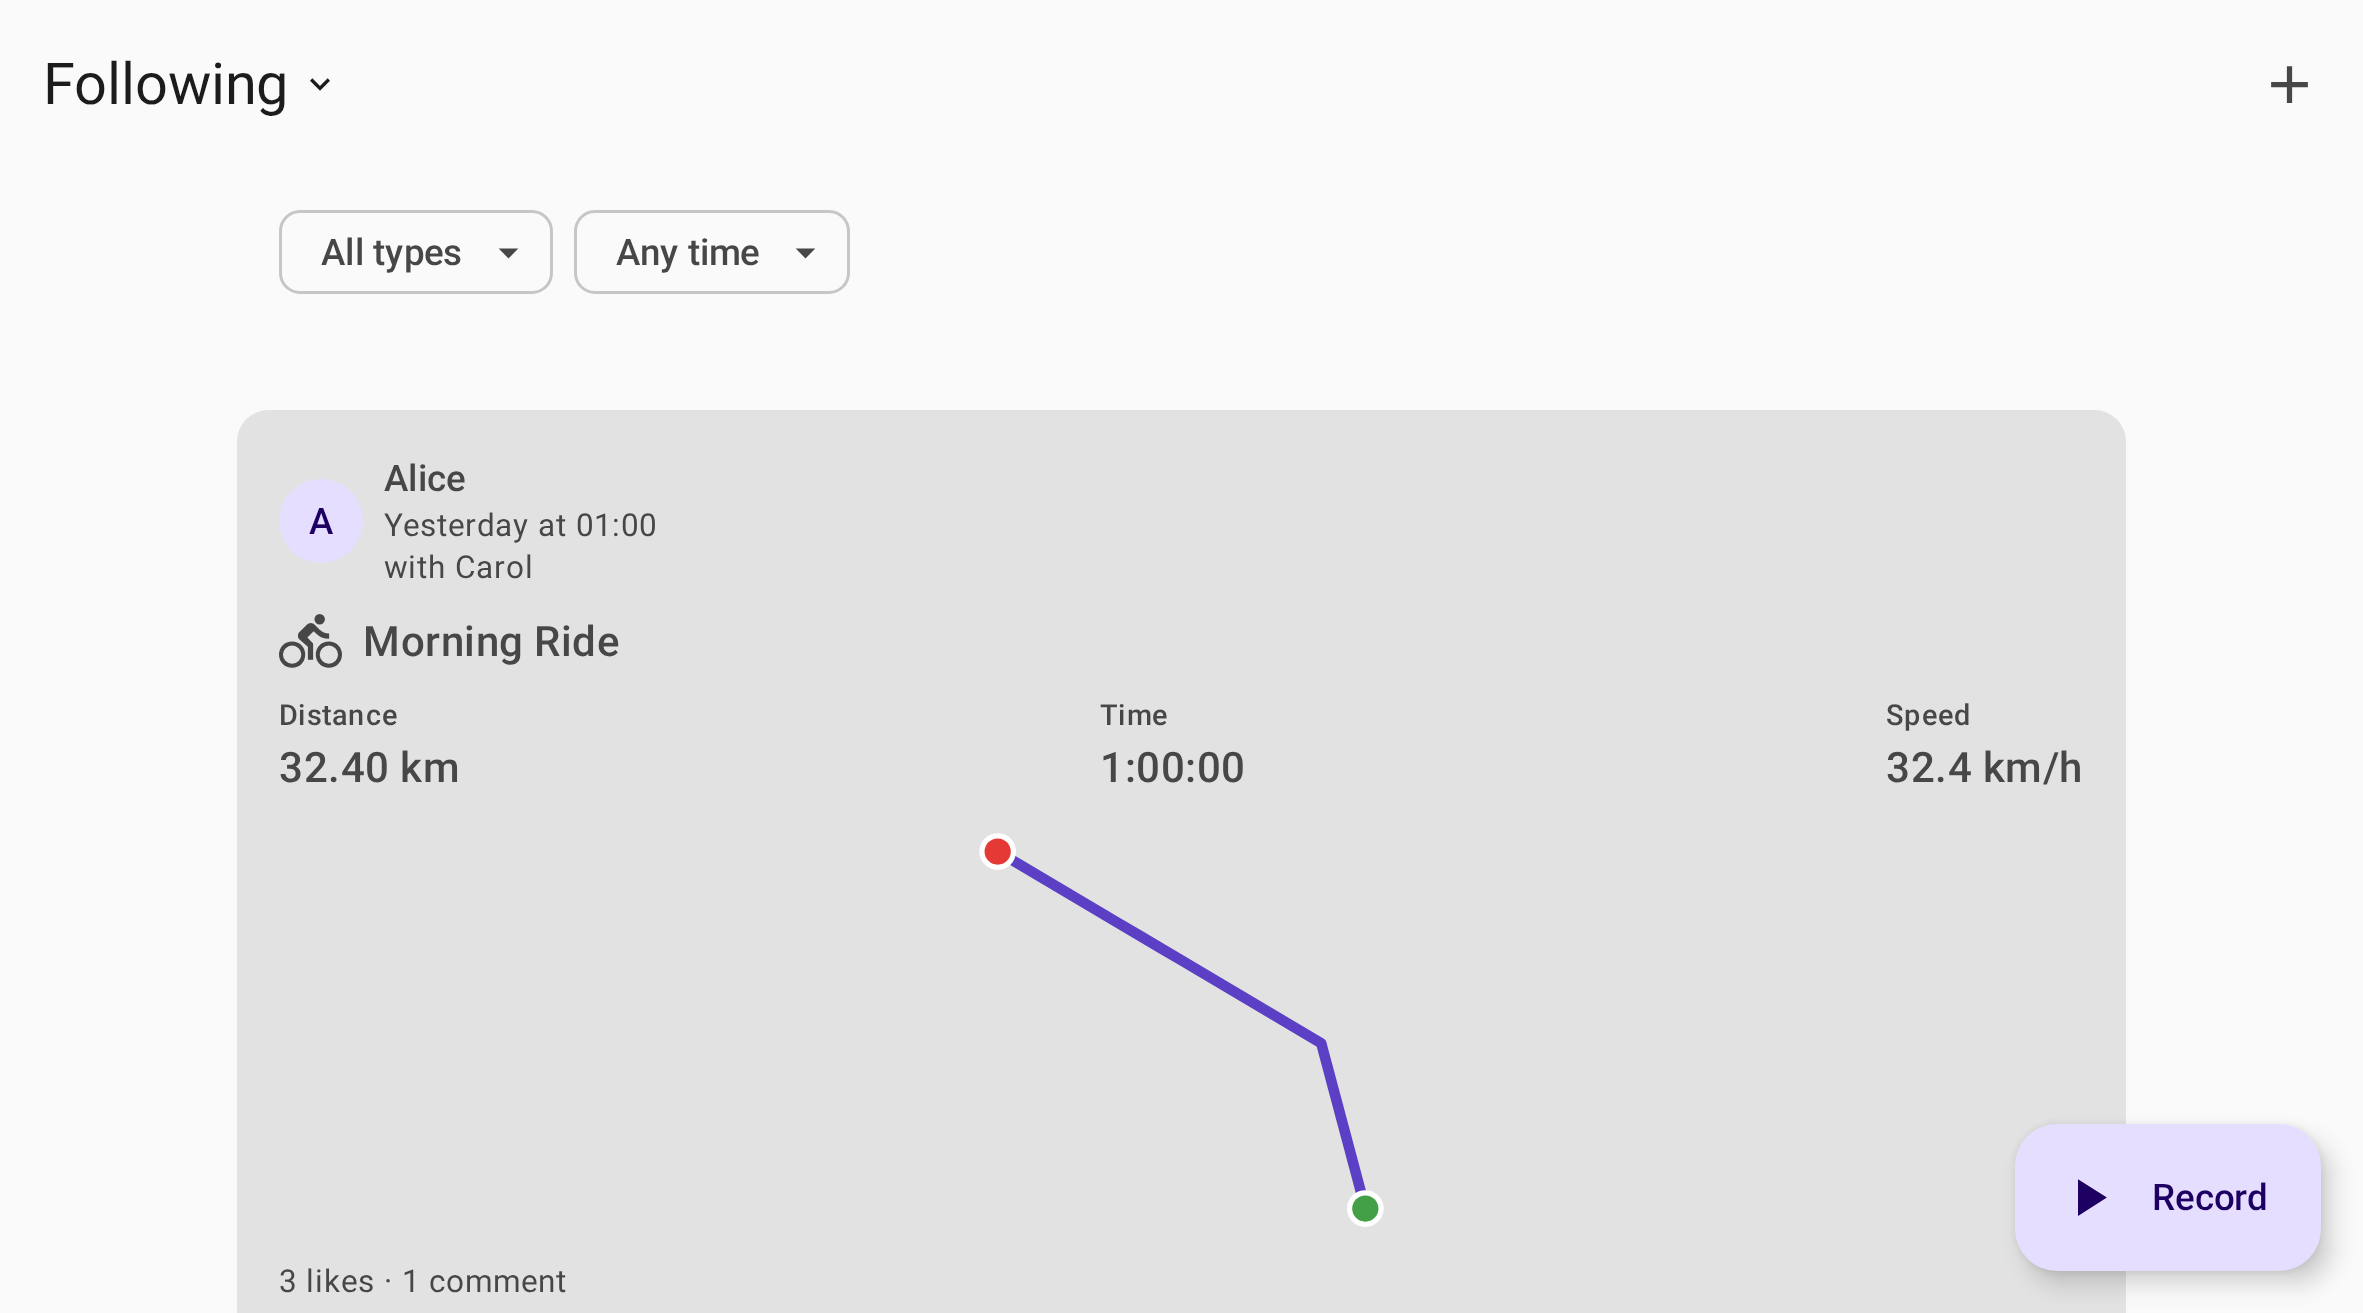 Following
All types
Any time
A
Alice
Yesterday at 01:00
with Carol
Morning Ride
Distance
Time
Speed
32.40 km
1:00:00
32.4 km/h
Record
3 likes · 1 comment